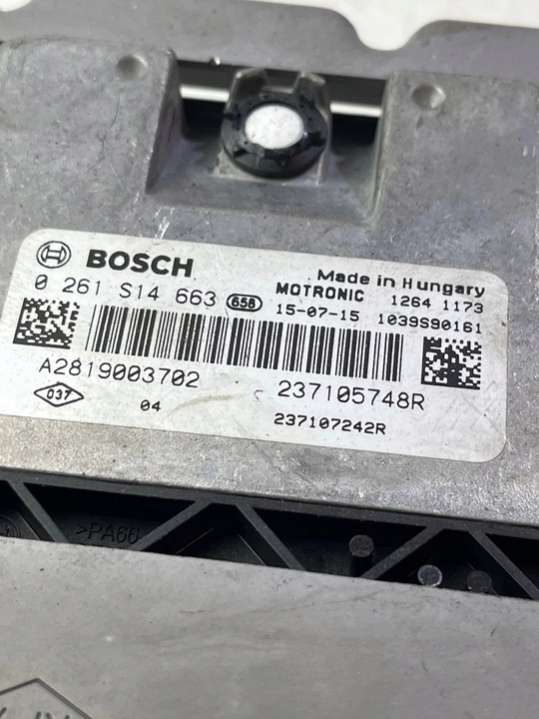 BOSCH
Made in Hungary
0 261 S14 663 658
MOTRONIC 1264 1173
15-07-15 1039S90161
A2819003702
237105748R
037
04
237107242R
>PA66